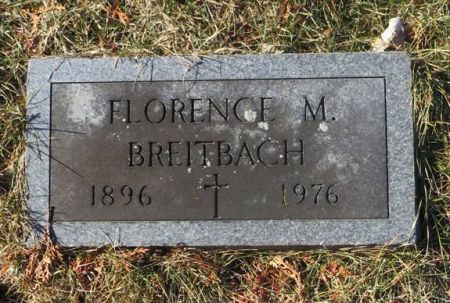 FLORENCE M.
BREITBACH
1896 1976